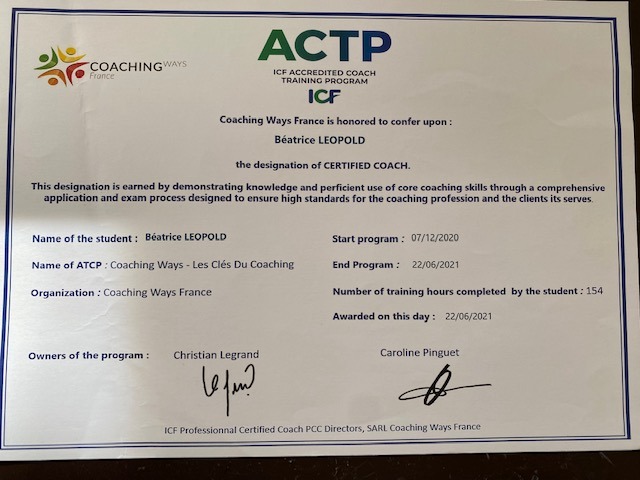 COACHING WAYS
France
ACTP
ICF ACCREDITED COACH
TRAINING PROGRAM
ICF
Coaching Ways France is honored to confer upon :
Béatrice LEOPOLD
the designation of CERTIFIED COACH.
This designation is earned by demonstrating knowledge and perficient use of core coaching skills through a comprehensive
application and exam process designed to ensure high standards for the coaching profession and the clients its serves.
Name of the student : Béatrice LEOPOLD
Start program : 07/12/2020
Name of ATCP : Coaching Ways - Les Clés Du Coaching
End Program : 22/06/2021
Organization : Coaching Ways France
Number of training hours completed by the student : 154
Awarded on this day : 22/06/2021
Owners of the program :
Christian Legrand
Caroline Pinguet
ICF Professionnal Certified Coach PCC Directors, SARL Coaching Ways France